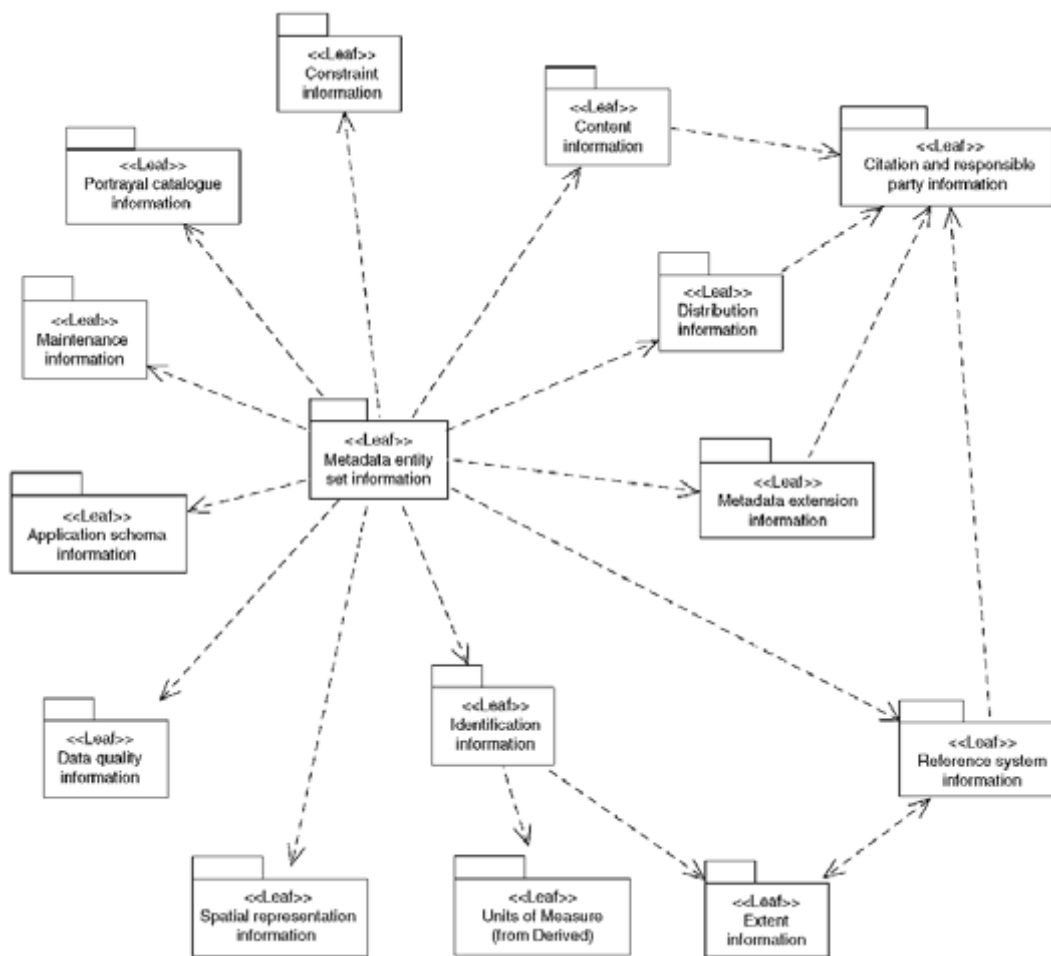 <<Leaf>>
Constraint
information
<<Leaf>>
Content
information
<<Leaf>>
Citation and responsible
party information
<<Leaf>>
Portrayal catalogue
information
<<Leaf>>
Distribution
information
<<Leaf>>
Maintenance
information
<<Leaf>>
Metadata entity
set information
<<Leaf>>
Metadata extension
information
<<Leaf>>
Application schema
information
<<Leaf>>
Identification
information
<<Leaf>>
Data quality
information
<<Leaf>>
Reference system
information
<<Leaf>>
Spatial representation
information
<<Leaf>>
Units of Measure
(from Derived)
<<Leaf>>
Extent
information